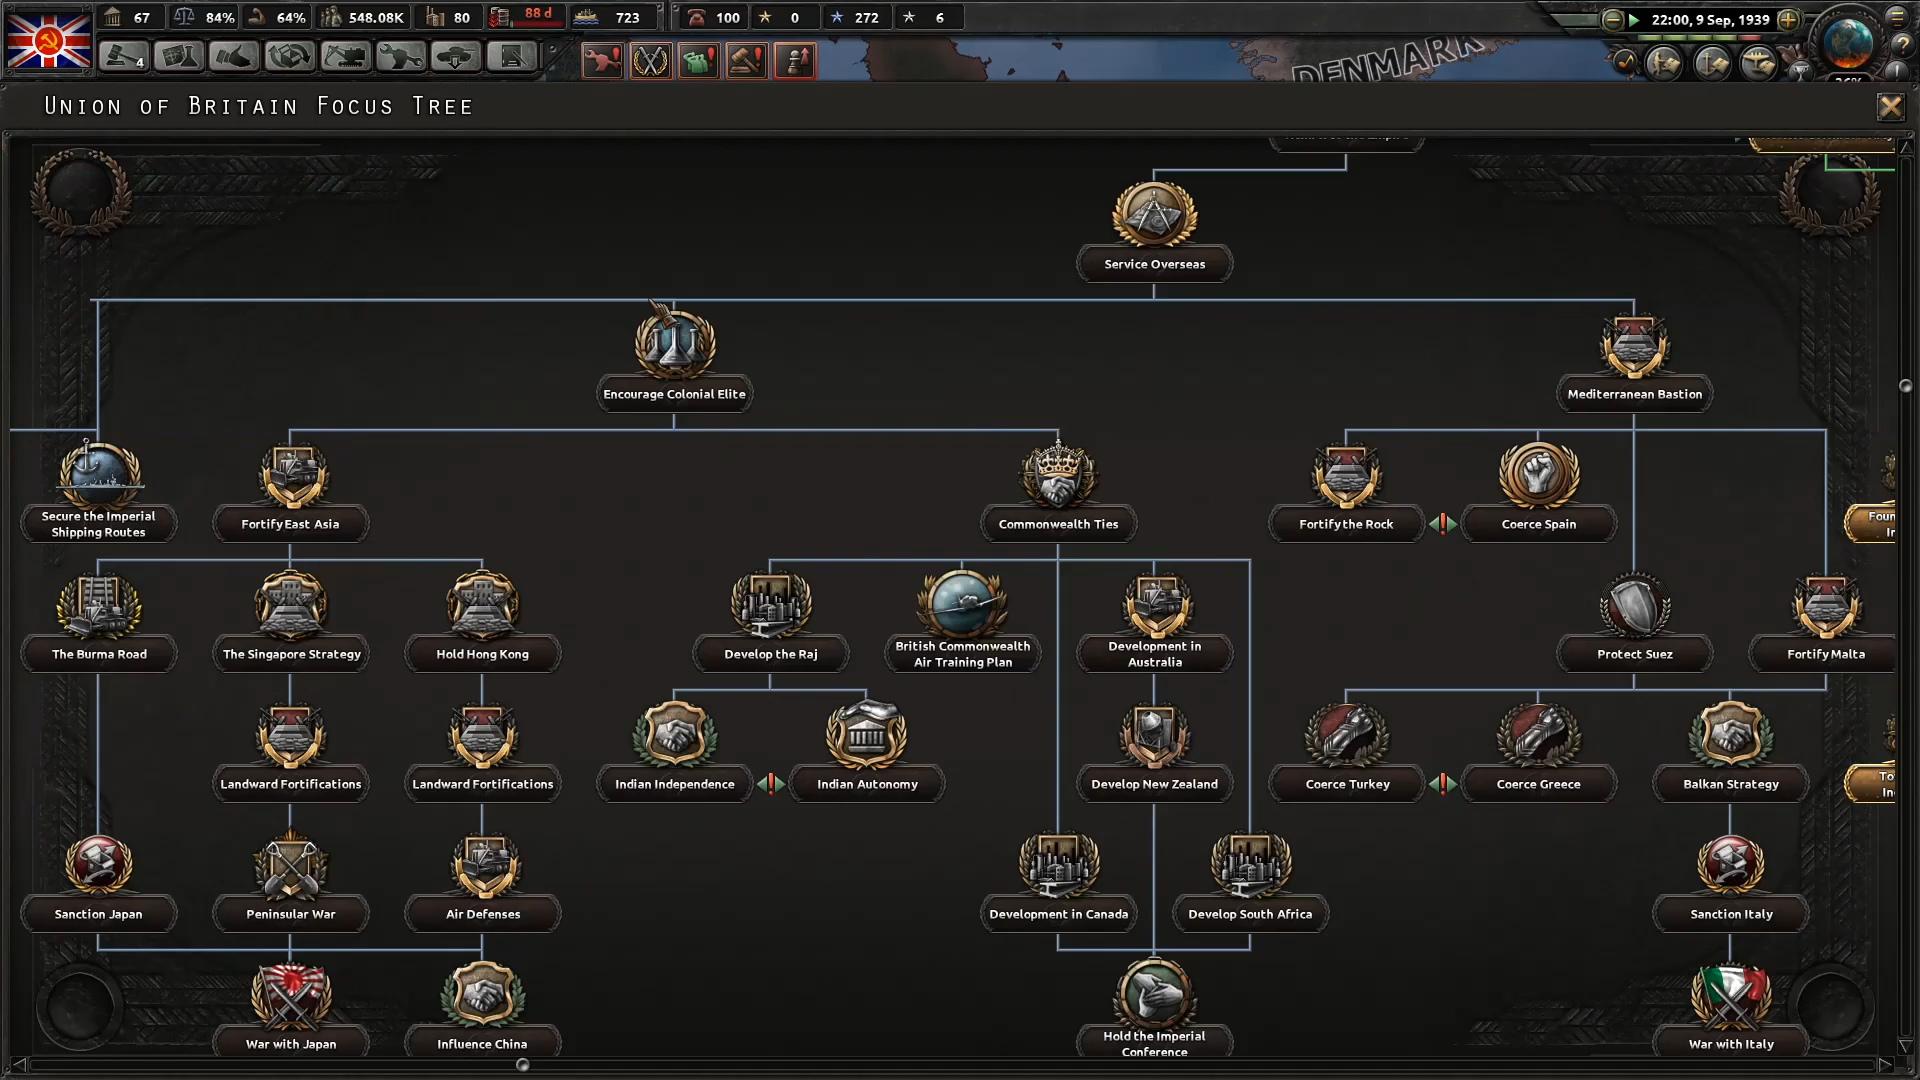 67
84%
64%
548.08K
80
88 d
723
100
0
272
6
22:00, 9 Sep, 1939
4
DENMARK
Union of Britain Focus Tree
Service Overseas
Encourage Colonial Elite
Mediterranean Bastion
Secure the Imperial
Shipping Routes
Fortify East Asia
Commonwealth Ties
Fortify the Rock
Coerce Spain
The Burma Road
The Singapore Strategy
Hold Hong Kong
Develop the Raj
British Commonwealth
Air Training Plan
Development in
Australia
Protect Suez
Fortify Malta
Landward Fortifications
Landward Fortifications
Indian Independence
Indian Autonomy
Develop New Zealand
Coerce Turkey
Coerce Greece
Balkan Strategy
Sanction Japan
Peninsular War
Air Defenses
Development in Canada
Develop South Africa
Sanction Italy
War with Japan
Influence China
Hold the Imperial
Conference
War with Italy